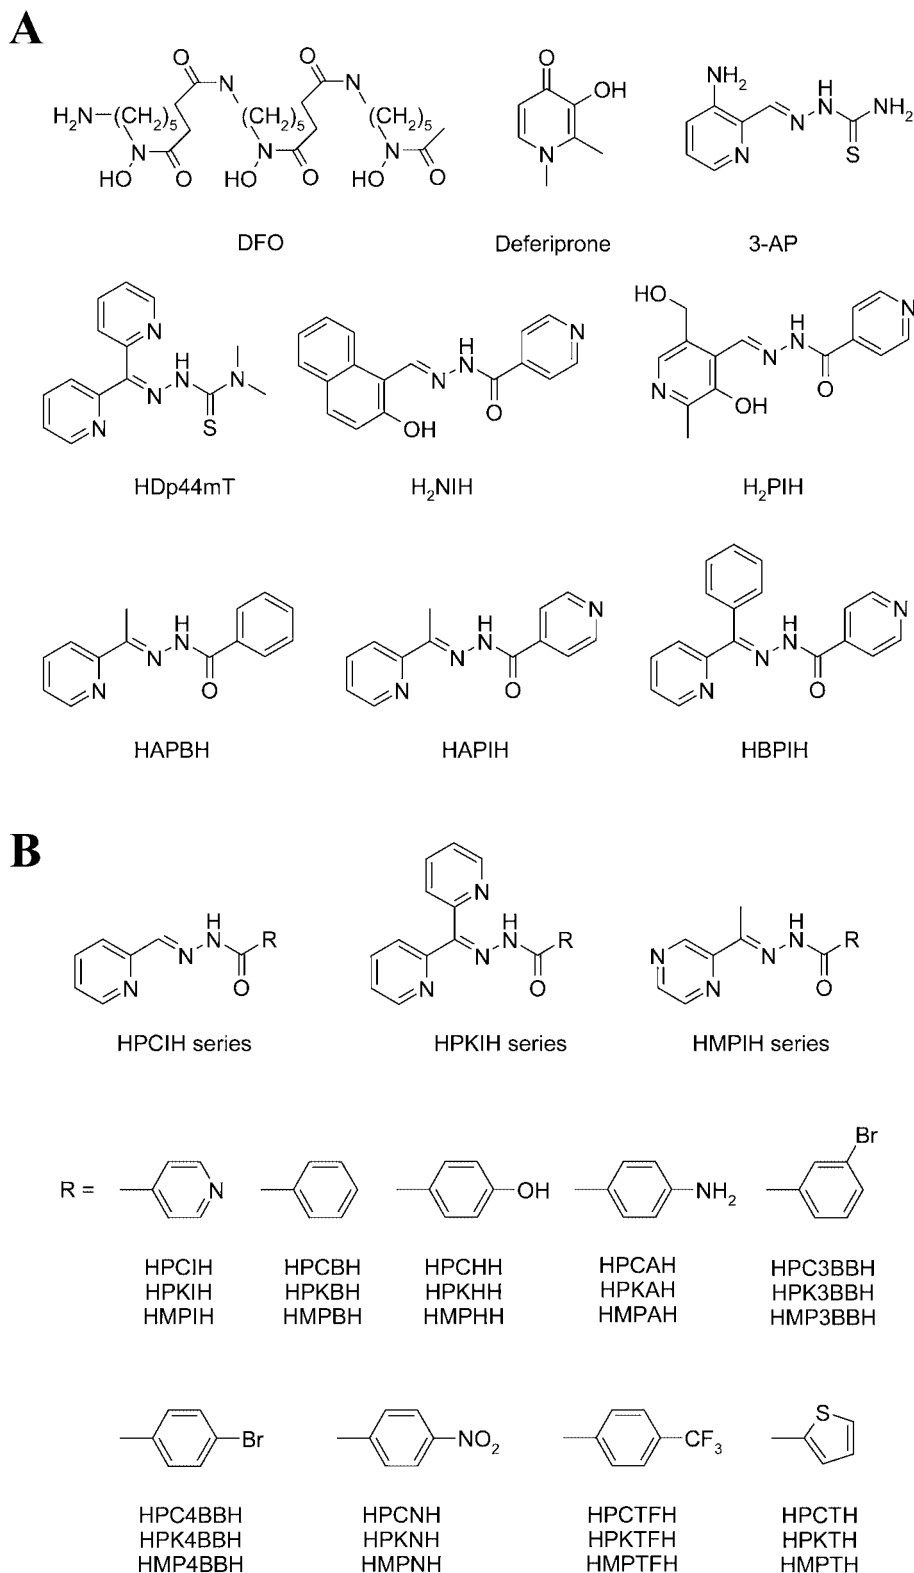 A
O
N
O
N
H2N
( )5
( )5
( )5
N
HO
O
N
HO
O
N
HO
O
DFO
O
OH
N
Deferiprone
NH2
N
N
H
N
NH2
S
3-AP
N
N
N
H
N
N
S
HDp44mT
N
H
N
N
O
OH
H2NIH
HO
N
H
N
N
N
O
OH
H2PIH
N
N
H
N
O
HAPBH
N
N
H
N
O
N
HAPIH
N
N
H
N
O
N
HBPIH
B
N
N
H
N
R
O
HPCIH series
N
N
N
H
N
R
O
HPKIH series
N
N
N
H
N
R
O
HMPIH series
R =
N
OH
NH2
Br
HPCIH HPCBH HPCHH HPCAH HPC3BBH
HPKIH HPKBH HPKHH HPKAH HPK3BBH
HMPIH HMPBH HMPHH HMPAH HMP3BBH
Br
NO2
CF3
S
HPC4BBH HPCNH HPCTFH HPCTH
HPK4BBH HPKNH HPKTFH HPKTH
HMP4BBH HMPNH HMPTFH HMPTH